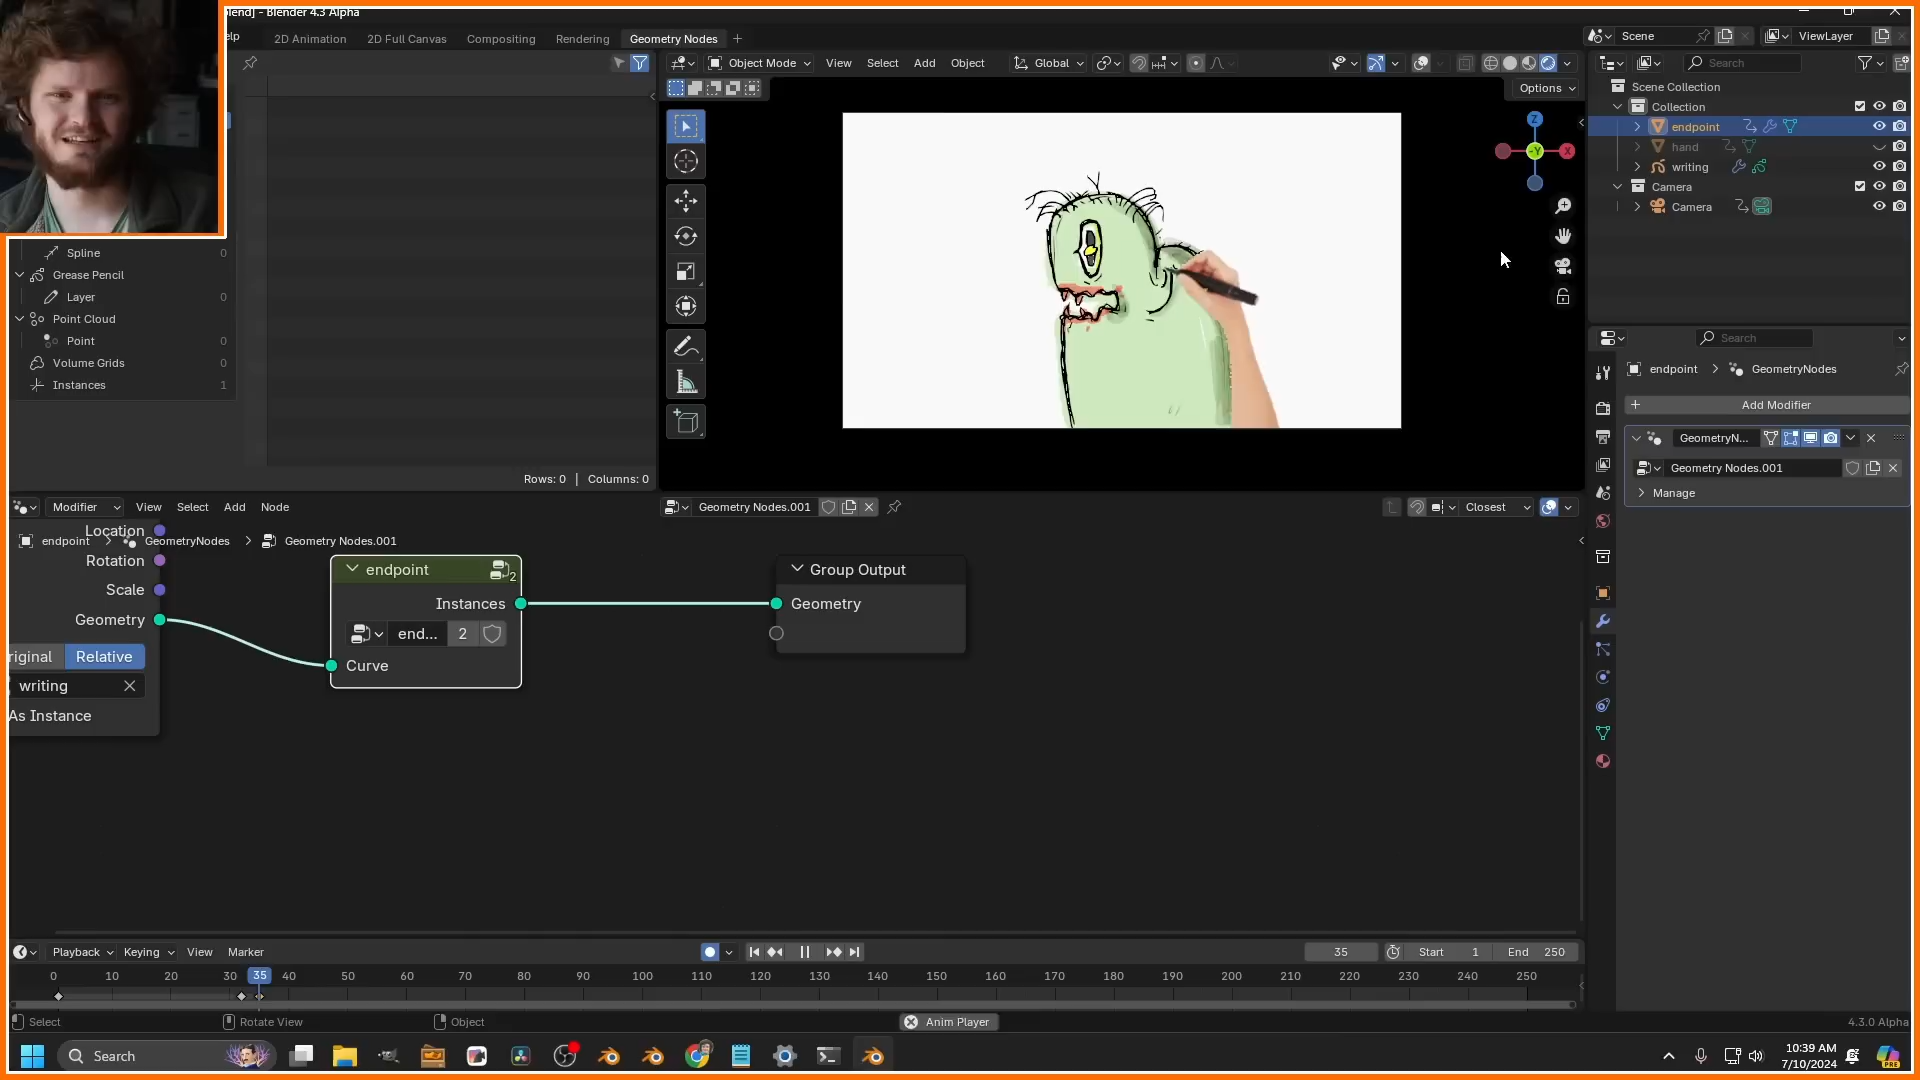 lend] - Blender 4.3 Alpha
elp
2D Animation
2D Full Canvas
Compositing
Rendering
Geometry Nodes
+
Scene
ViewLayer
Object Mode
View
Select
Add
Object
Global
Options
Search
Scene Collection
Collection
endpoint
hand
writing
Camera
Camera
Z
-Y
X
Spline 0
Grease Pencil
Layer 0
Point Cloud
Point 0
Volume Grids 0
Instances 1
Rows: 0 | Columns: 0
Search
endpoint > GeometryNodes
+ Add Modifier
GeometryN...
Geometry Nodes.001
Manage
Modifier
View
Select
Add
Node
Geometry Nodes.001
Closest
endpoint > GeometryNodes > Geometry Nodes.001
Location
Rotation
Scale
Geometry
riginal
Relative
writing
As Instance
endpoint
2
Instances
end...
2
Curve
Group Output
Geometry
Playback
Keying
View
Marker
35
Start 1
End 250
0 10 20 30 35 40 50 60 70 80 90 100 110 120 130 140 150 160 170 180 190 200 210 220 230 240 250
Select
Rotate View
Object
Anim Player
4.3.0 Alpha
Search
10:39 AM
7/10/2024
PRE